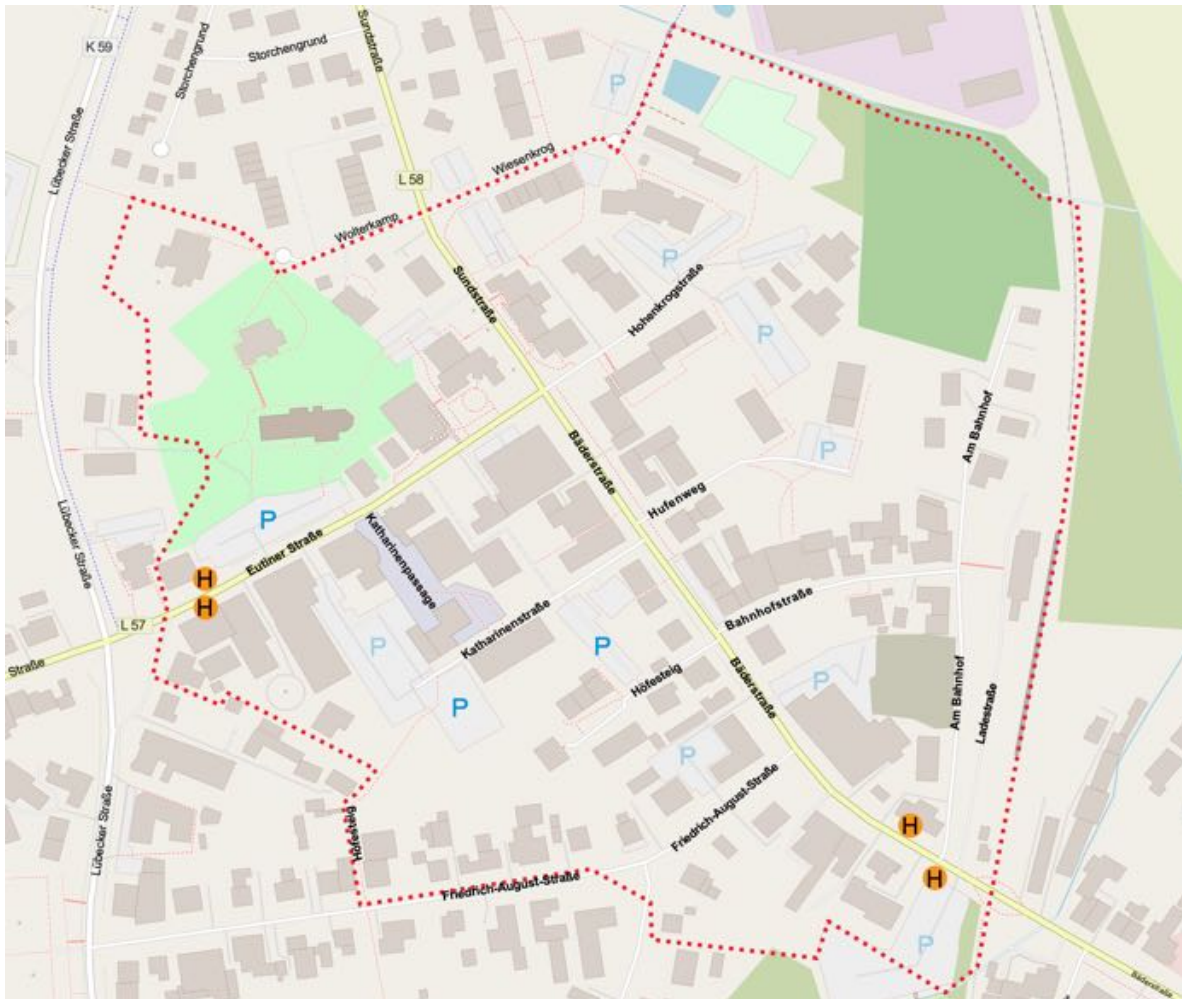 K 59
Storchengrund
Storchengrund
Sundstraße
P
Lübecker Straße
Wiesenkrog
L 58
Wolterkamp
P
Sundstraße
Hohenkrogstraße
P
Am Bahnhof
Bäderstraße
P
Hufenweg
Lübecker Straße
P
Eutiner Straße
Katharinenpassage
H
H
L 57
Katharinenstraße
Bahnhofstraße
P
P
Straße
Höfesteig
Bäderstraße
P
Am Bahnhof
Ladestraße
P
P
Friedrich-August-Straße
Lübecker Straße
Höfesteig
H
Friedrich-August-Straße
H
P
Bäderstraße